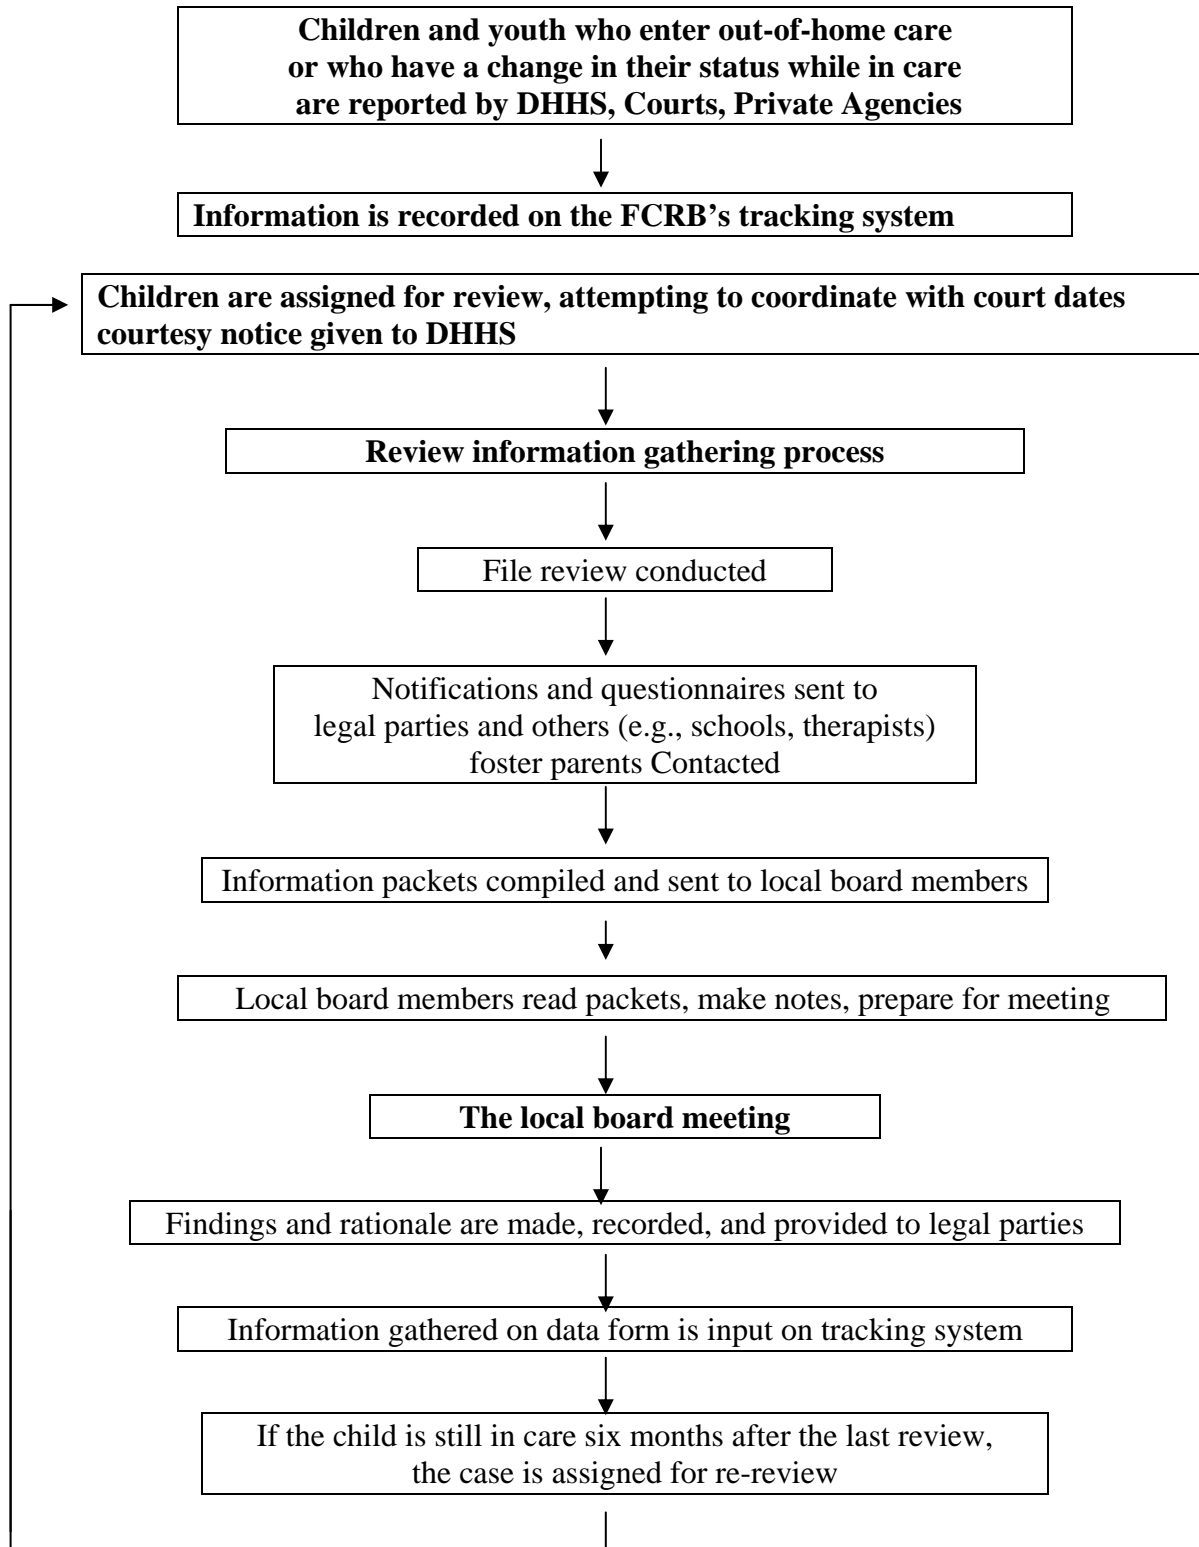 Children and youth who enter out-of-home care
or who have a change in their status while in care
are reported by DHHS, Courts, Private Agencies
Information is recorded on the FCRB’s tracking system
Children are assigned for review, attempting to coordinate with court dates
courtesy notice given to DHHS
Review information gathering process
File review conducted
Notifications and questionnaires sent to
legal parties and others (e.g., schools, therapists)
foster parents Contacted
Information packets compiled and sent to local board members
Local board members read packets, make notes, prepare for meeting
The local board meeting
Findings and rationale are made, recorded, and provided to legal parties
Information gathered on data form is input on tracking system
If the child is still in care six months after the last review,
the case is assigned for re-review